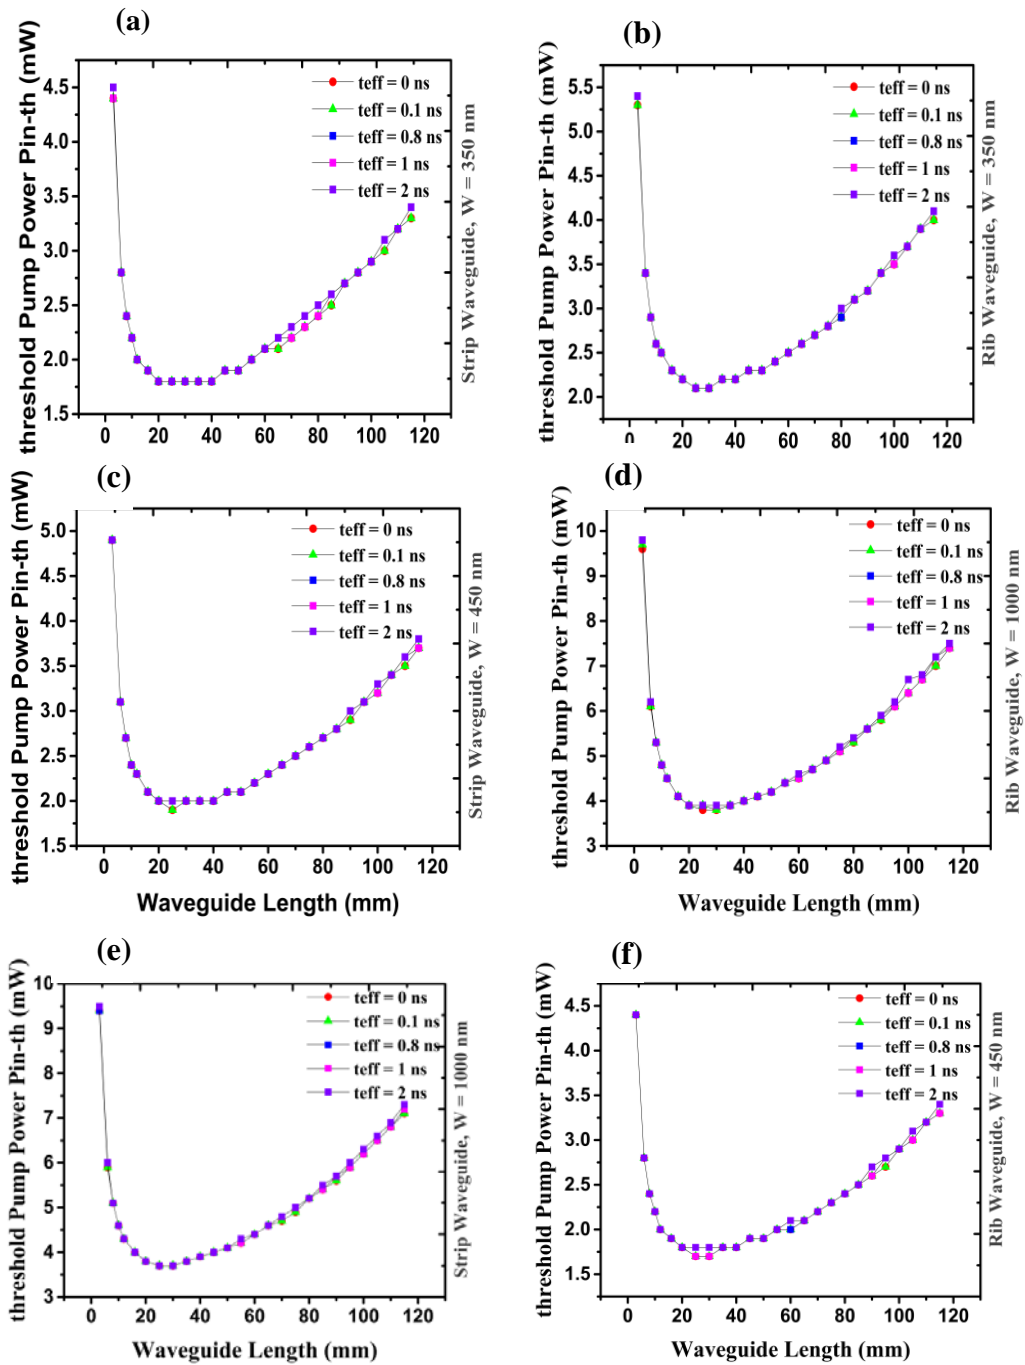 (a)
threshold Pump Power Pin-th (mW)
4.5
4.0
3.5
3.0
2.5
2.0
1.5
teff = 0 ns
teff = 0.1 ns
teff = 0.8 ns
teff = 1 ns
teff = 2 ns
0 20 40 60 80 100 120
Strip Waveguide, W = 350 nm
(b)
threshold Pump Power Pin-th (mW)
5.5
5.0
4.5
4.0
3.5
3.0
2.5
2.0
teff = 0 ns
teff = 0.1 ns
teff = 0.8 ns
teff = 1 ns
teff = 2 ns
0 20 40 60 80 100 120
Rib Waveguide, W = 350 nm
(c)
threshold Pump Power Pin-th (mW)
5.0
4.5
4.0
3.5
3.0
2.5
2.0
1.5
teff = 0 ns
teff = 0.1 ns
teff = 0.8 ns
teff = 1 ns
teff = 2 ns
0 20 40 60 80 100 120
Waveguide Length (mm)
Strip Waveguide, W = 450 nm
(d)
threshold Pump Power Pin-th (mW)
10
9
8
7
6
5
4
3
teff = 0 ns
teff = 0.1 ns
teff = 0.8 ns
teff = 1 ns
teff = 2 ns
0 20 40 60 80 100 120
Waveguide Length (mm)
Rib Waveguide, W = 1000 nm
(e)
threshold Pump Power Pin-th (mW)
10
9
8
7
6
5
4
3
teff = 0 ns
teff = 0.1 ns
teff = 0.8 ns
teff = 1 ns
teff = 2 ns
0 20 40 60 80 100 120
Waveguide Length (mm)
Strip Waveguide, W = 1000 nm
(f)
threshold Pump Power Pin-th (mW)
4.5
4.0
3.5
3.0
2.5
2.0
1.5
teff = 0 ns
teff = 0.1 ns
teff = 0.8 ns
teff = 1 ns
teff = 2 ns
0 20 40 60 80 100 120
Waveguide Length (mm)
Rib Waveguide, W = 450 nm